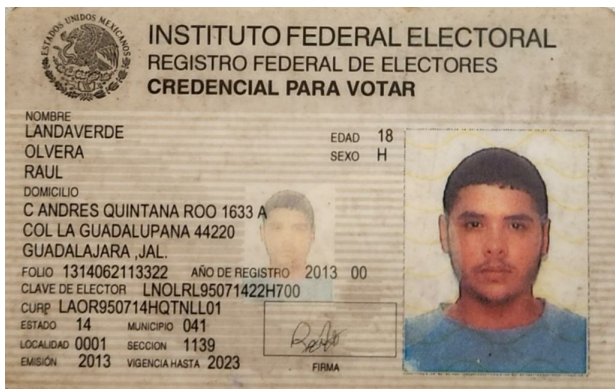 ESTADOS UNIDOS MEXICANOS
INSTITUTO FEDERAL ELECTORAL
REGISTRO FEDERAL DE ELECTORES
CREDENCIAL PARA VOTAR
NOMBRE
LANDAVERDE
OLVERA
RAUL
EDAD 18
SEXO H
DOMICILIO
C ANDRES QUINTANA ROO 1633 A
COL LA GUADALUPANA 44220
GUADALAJARA ,JAL.
FOLIO 1314062113322 AÑO DE REGISTRO 2013 00
CLAVE DE ELECTOR LNOLRL95071422H700
CURP LAOR950714HQTNLL01
ESTADO 14 MUNICIPIO 041
LOCALIDAD 0001 SECCION 1139
EMISIÓN 2013 VIGENCIA HASTA 2023
FIRMA